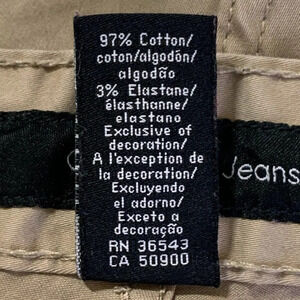 97% Cotton/
coton/algodón/
algodão
3% Elastane/
élasthanne/
elastano
Exclusive of
decoration/
A l'exception de
la decoration/
Excluyendo
el adorno/
Exceto a
decoração
RN 36543
CA 50900
Jeans